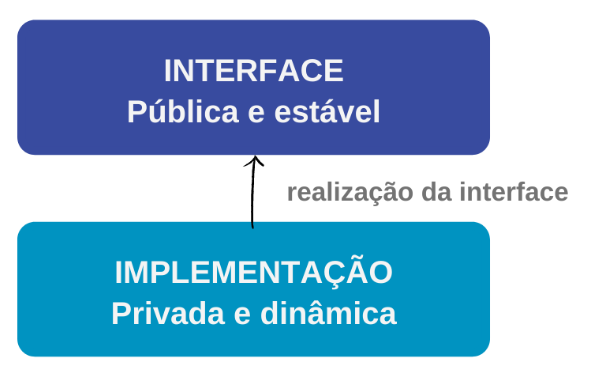 INTERFACE
Pública e estável
realização da interface
IMPLEMENTAÇÃO
Privada e dinâmica